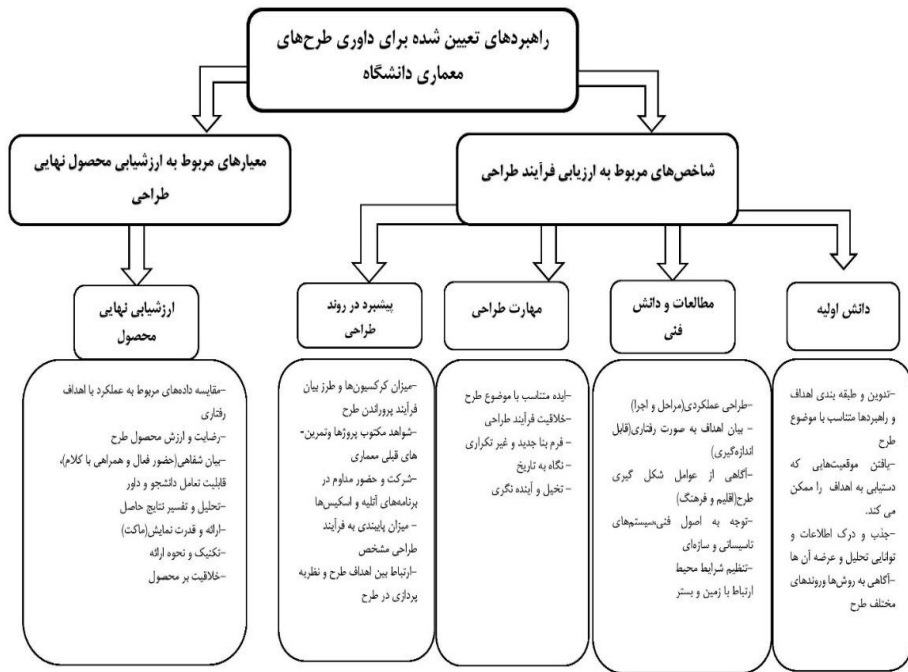 راهبردهای تعیین شده برای داوری طرح‌های
معماری دانشگاه
شاخص‌های مربوط به ارزیابی فرآیند طراحی
معیارهای مربوط به ارزشیابی محصول نهایی
طراحی
دانش اولیه
مطالعات و دانش
فنی
مهارت طراحی
پیشبرد در روند
طراحی
ارزشیابی نهایی
محصول
-تدوین و طبقه بندی اهداف
و راهبردها متناسب با موضوع
طرح
-یافتن موقعیت‌هایی که
دستیابی به اهداف را ممکن
می کند.
-جذب و درک اطلاعات و
توانایی تحلیل و عرضه آن ها
-آگاهی به روش‌ها وروندهای
مختلف طرح
-طراحی عملکردی(مراحل و اجرا)
- بیان اهداف به صورت رفتاری(قابل
اندازه‌گیری)
-آگاهی از عوامل شکل گیری
طرح(اقلیم و فرهنگ)
-توجه به اصول فنی،سیستم‌های
تاسیساتی و سازه‌ای
-تنظیم شرایط محیط
ارتباط با زمین و بستر
-ایده متناسب با موضوع طرح
-خلاقیت فرآیند طراحی
-فرم بنا جدید و غیر تکراری
-نگاه به تاریخ
-تخیل و آینده نگری
-میزان کرکسیون‌ها و طرز بیان
فرآیند پروراندن طرح
-شواهد مکتوب پروژها وتمرین-
های قبلی معماری
-شرکت و حضور مداوم در
برنامه‌های آتلیه و اسکیس‌ها
- میزان پایبندی به فرآیند
طراحی مشخص
-ارتباط بین اهداف طرح و نظریه
پردازی در طرح
-مقایسه داده‌های مربوط به عملکرد با اهداف
رفتاری
-رضایت و ارزش محصول طرح
-بیان شفاهی(حضور فعال و همراهی با کلام)،
قابلیت تعامل دانشجو و داور
-تحلیل و تفسیر نتایج حاصل
-ارائه و قدرت نمایش(ماکت)
-تکنیک و نحوه ارائه
-خلاقیت بر محصول